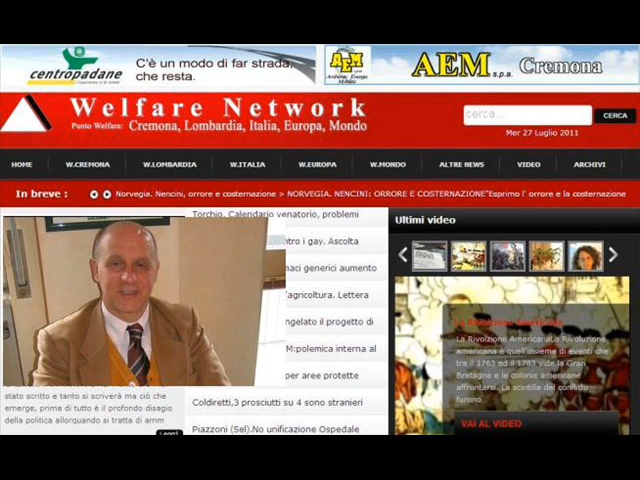 centropadane
C'è un modo di far strada,
che resta.
AEM
AEM s.p.a. Cremona
Welfare Network
Punto Welfare: Cremona, Lombardia, Italia, Europa, Mondo
cerca...
CERCA
Mer 27 Luglio 2011
HOME W.CREMONA W.LOMBARDIA W.ITALIA W.EUROPA W.MONDO ALTRE NEWS VIDEO ARCHIVI
In breve : Norvegia. Nencini, orrore e costernazione > NORVEGIA. NENCINI: ORRORE E COSTERNAZIONE"Esprimo l' orrore e la costernazione
Torchio. Calendario venatorio, problemi
ntro i gay. Ascolta
maci generici aumento
'agricoltura. Lettera
ngelato il progetto di
M:polemica interna al
per aree protette
Coldiretti,3 prosciutti su 4 sono stranieri
Piazzoni (Sel).No unificazione Ospedale
stato scritto e tanto si scriverà ma ciò che
emerge, prima di tutto è il profondo disagio
della politica allorquando si tratta di amm
Leggi
Ultimi video
La Rivolzione Americana
La Rivolzione AmericanaLa Rivoluzione
americana è quell'insieme di eventi che
tra il 1763 ed il 1783 vide la Gran
Bretagna e le colonie americane
affrontarsi. La scintilla del conflitto
furono
VAI AL VIDEO